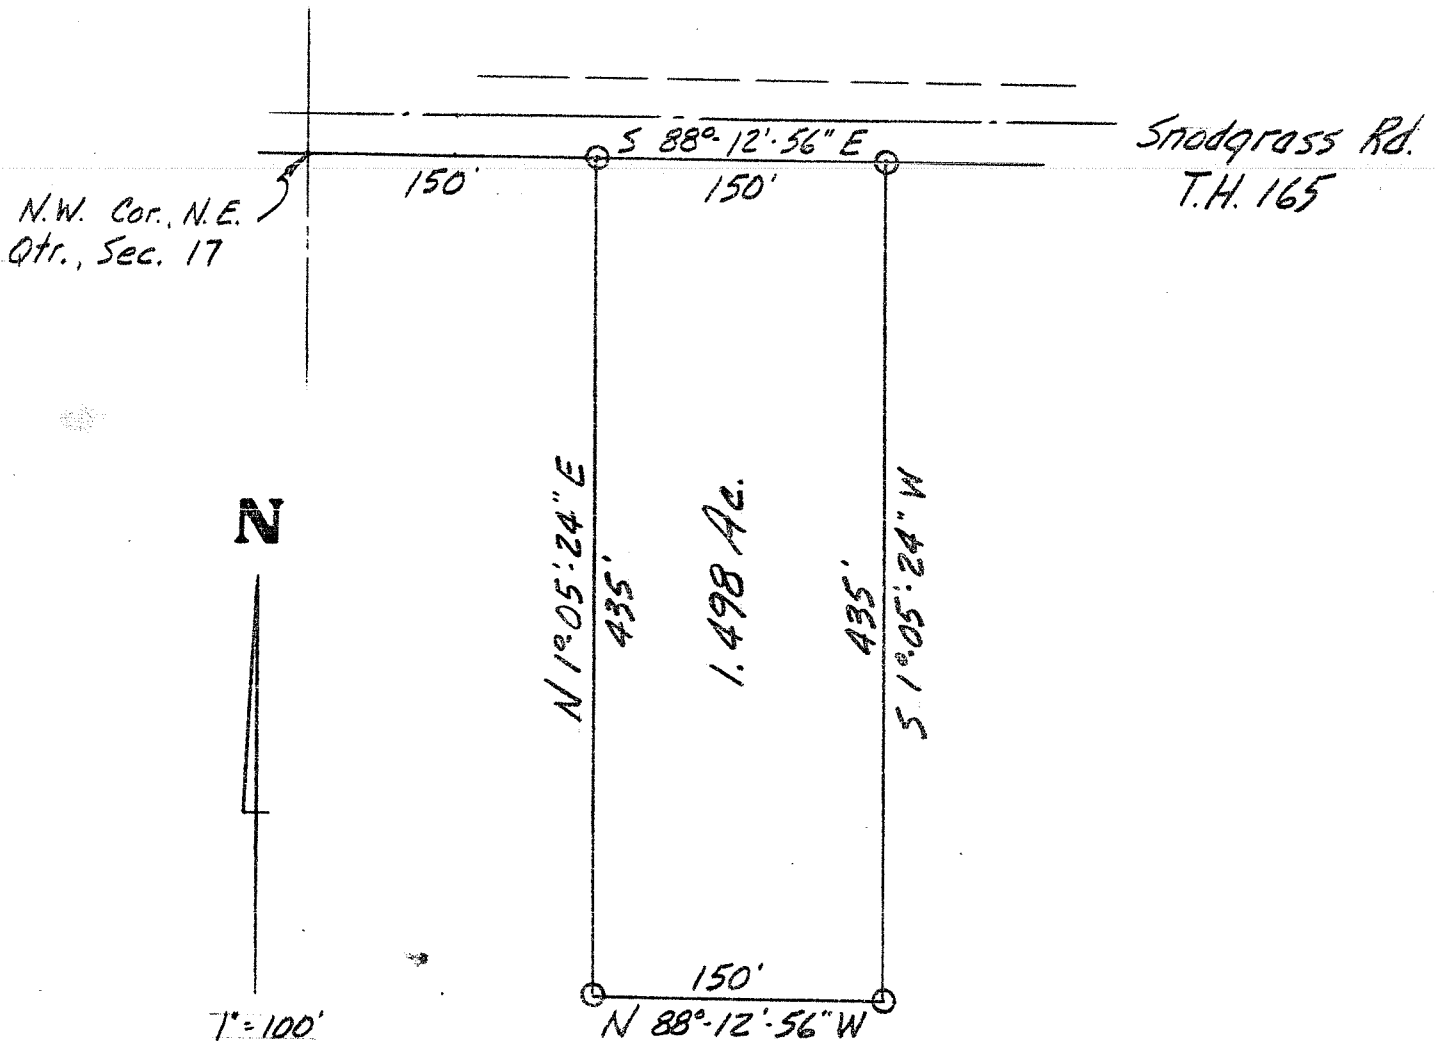 S 88°-12'-56" E
Snodgrass Rd.
T.H. 165
150'
150'
N.W. Cor., N.E.
Qtr., Sec. 17
N
N 1°-05'-24" E
435'
1.498 Ac.
435'
S 1°-05'-24" W
150'
N 88°-12'-56" W
1"=100'